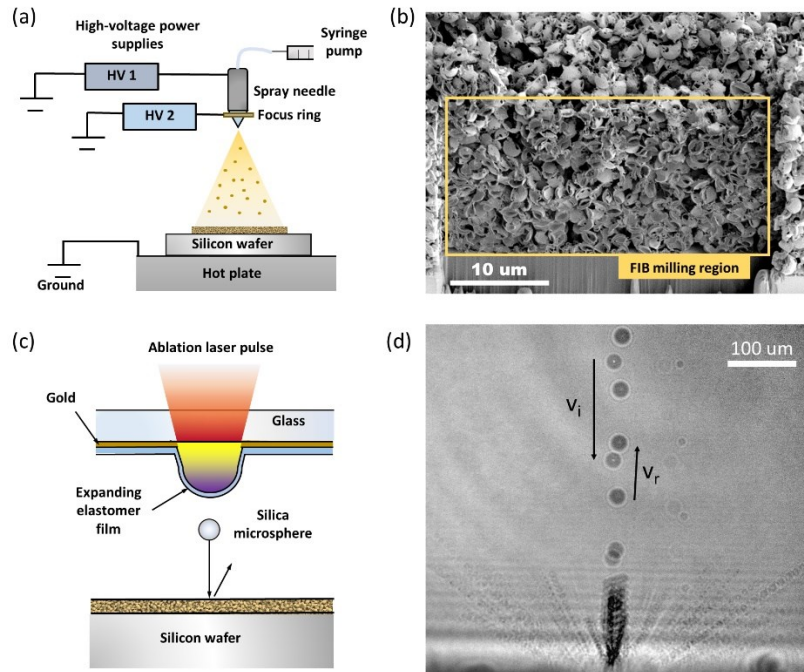 (a)
High-voltage power
supplies
Syringe
pump
HV 1
Spray needle
HV 2
Focus ring
Silicon wafer
Hot plate
Ground
(b)
10 um
FIB milling region
(c)
Ablation laser pulse
Gold
Glass
Expanding
elastomer
film
Silica
microsphere
Silicon wafer
(d)
100 um
Vi
Vr